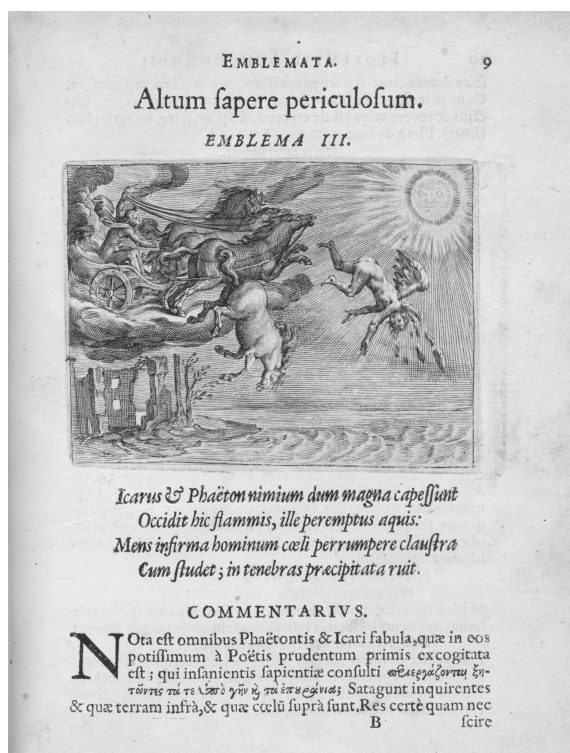 EMBLEMATA. 9
Altum ſapere periculoſum.
EMBLEMA III.
Icarus & Phaëton nimium dum magna capeſſunt
Occidit hic flammis, ille peremptus aquis:
Mens infirma hominum cœli perrumpere clauſtra
Cum ſtudet; in tenebras præcipitata ruit.
COMMENTARIVS.
NOta eſt omnibus Phaëtontis & Icari fabula, quæ in eos
potiſſimum à Poëtis prudentum primis excogitata
eſt; qui inſanientis ſapientiæ conſulti περιεργάζονται ζη-
τῶντες τά τε ὑπὸ γῆν κὶ τὰ ἐπουράνια; Satagunt inquirentes
& quæ terram infrà, & quæ cœlū ſuprà ſunt. Res certè quam nec
B ſcire